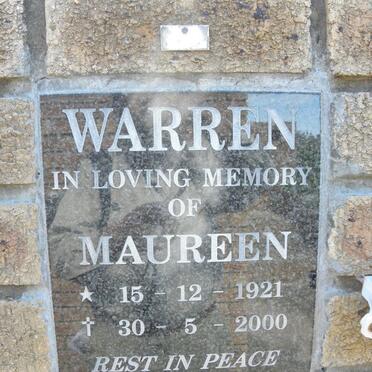 WARREN
IN LOVING MEMORY
OF
MAUREEN
★ 15 - 12 - 1921
† 30 - 5 - 2000
REST IN PEACE